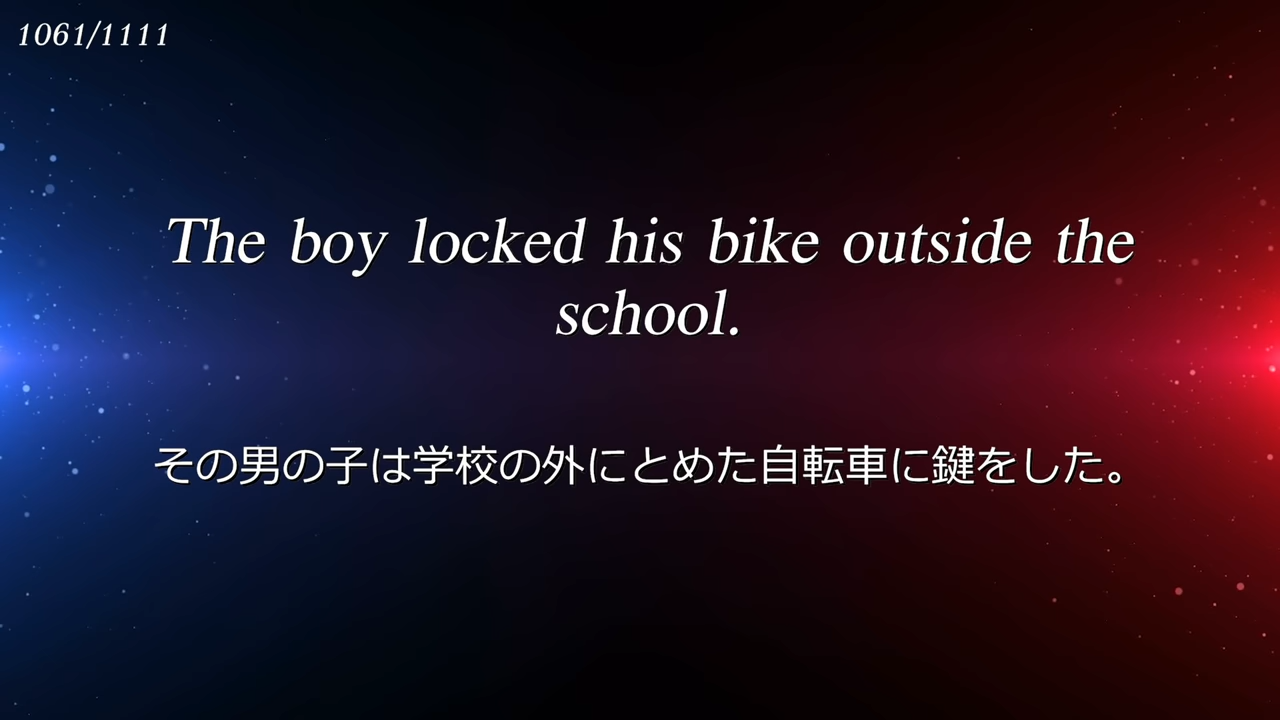 1061/1111
The boy locked his bike outside the
school.
その男の子は学校の外にとめた自転車に鍵をした。